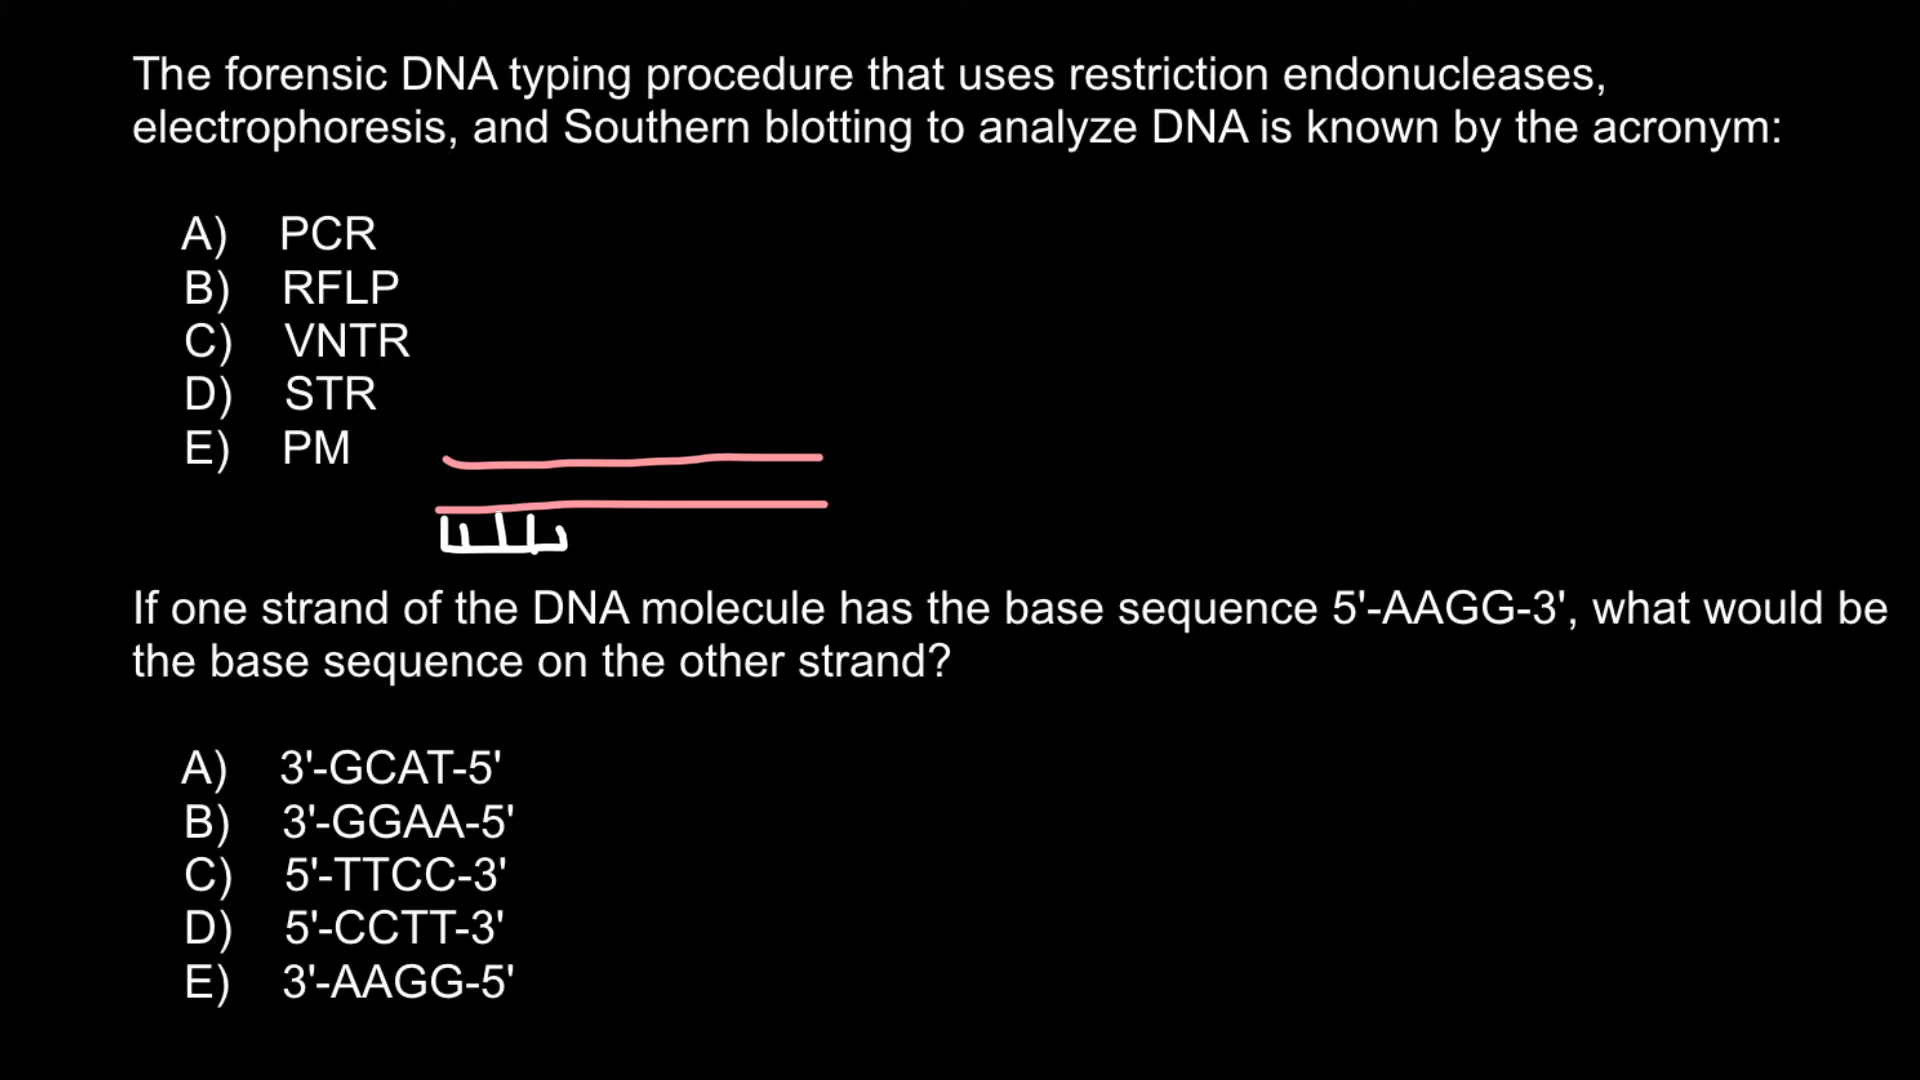 The forensic DNA typing procedure that uses restriction endonucleases,
electrophoresis, and Southern blotting to analyze DNA is known by the acronym:
A) PCR
B) RFLP
C) VNTR
D) STR
E) PM
If one strand of the DNA molecule has the base sequence 5'-AAGG-3', what would be
the base sequence on the other strand?
A) 3'-GCAT-5'
B) 3'-GGAA-5'
C) 5'-TTCC-3'
D) 5'-CCTT-3'
E) 3'-AAGG-5'